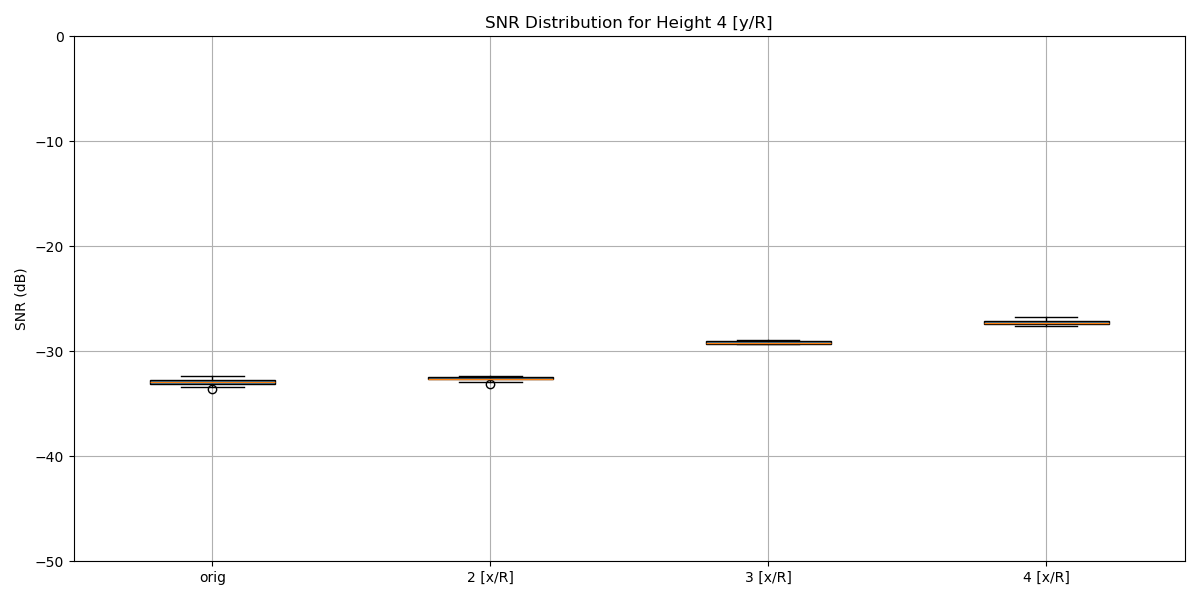 SNR Distribution for Height 4 [y/R]
SNR (dB)
0
−10
−20
−30
−40
−50
orig
2 [x/R]
3 [x/R]
4 [x/R]